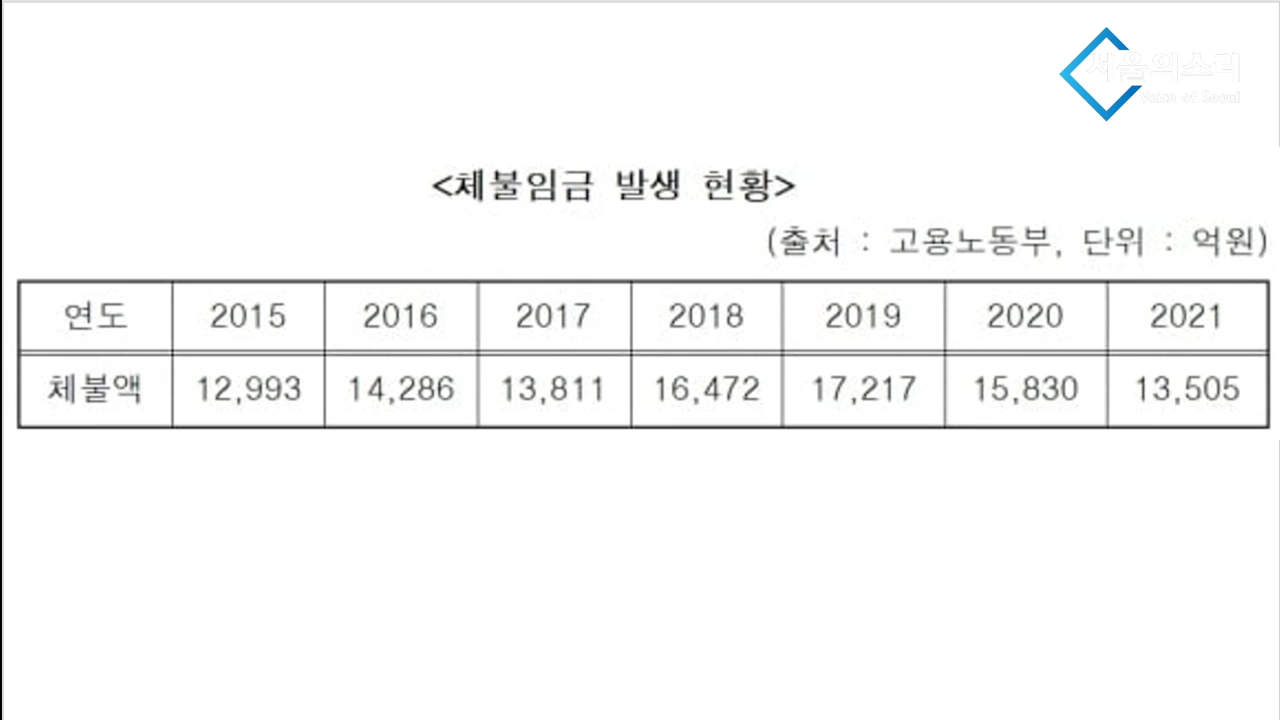 서울의소리
Voice of Seoul
<체불임금 발생 현황>
(출처 : 고용노동부, 단위 : 억원)
연도 2015 2016 2017 2018 2019 2020 2021
체불액 12,993 14,286 13,811 16,472 17,217 15,830 13,505